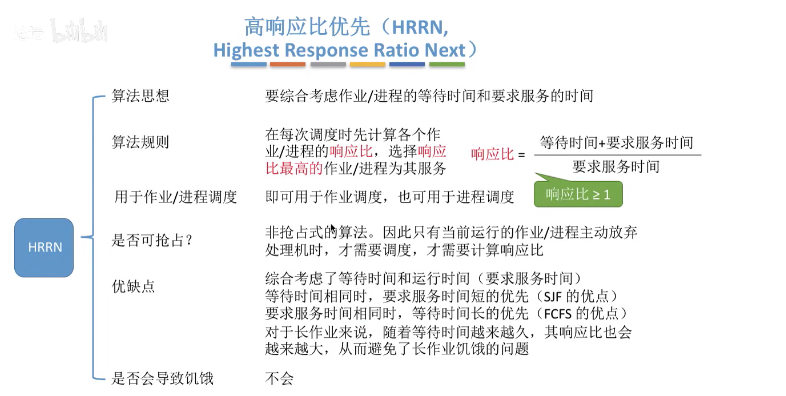 高响应比优先（HRRN,
Highest Response Ratio Next）
算法思想
要综合考虑作业/进程的等待时间和要求服务的时间
算法规则
在每次调度时先计算各个作
业/进程的响应比，选择响应
比最高的作业/进程为其服务
响应比 =
等待时间+要求服务时间
要求服务时间
响应比 ≥ 1
用于作业/进程调度
即可用于作业调度，也可用于进程调度
HRRN
是否可抢占？
非抢占式的算法。因此只有当前运行的作业/进程主动放弃
处理机时，才需要调度，才需要计算响应比
优缺点
综合考虑了等待时间和运行时间（要求服务时间）
等待时间相同时，要求服务时间短的优先（SJF 的优点）
要求服务时间相同时，等待时间长的优先（FCFS 的优点）
对于长作业来说，随着等待时间越来越久，其响应比也会
越来越大，从而避免了长作业饥饿的问题
是否会导致饥饿
不会